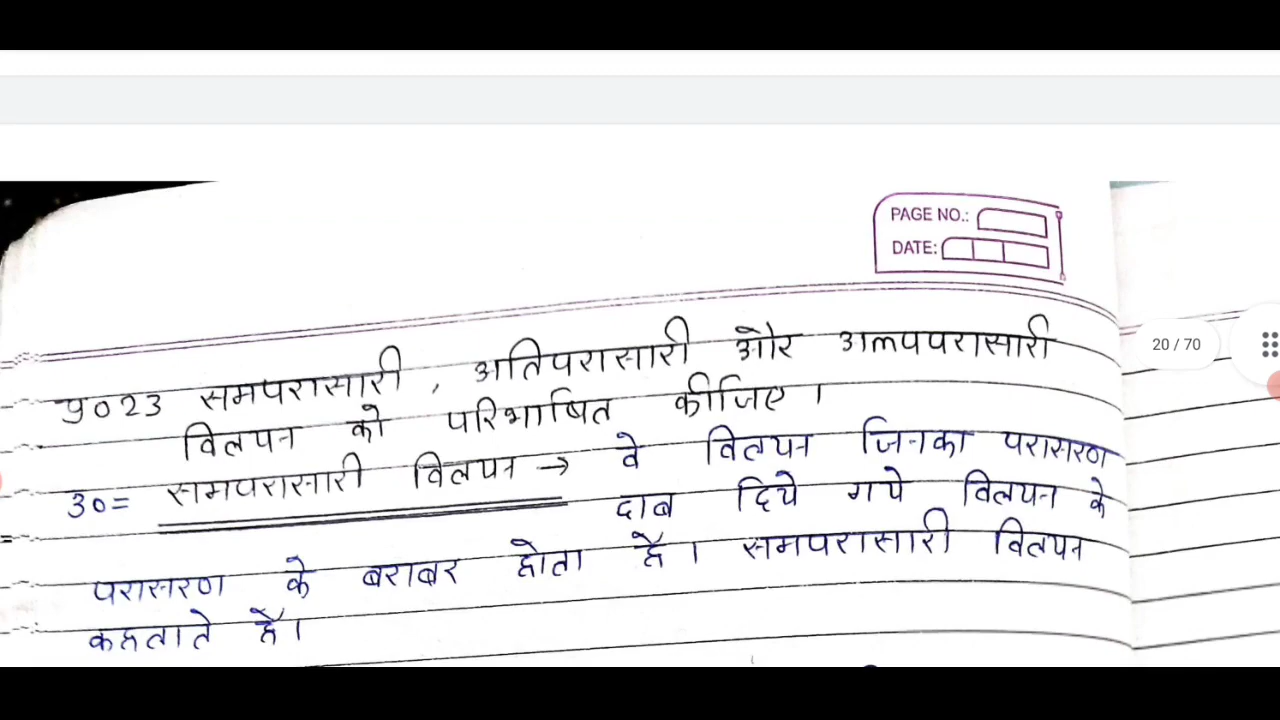 PAGE NO.:
DATE:
20 / 70
प्र०23 समपरासारी, अतिपरासारी और अल्पपरासारी
विलयन को परिभाषित कीजिए।
उ०= समपरासारी विलयन → वे विलयन जिनका परासरण
दाब दिये गये विलयन के
परासरण के बराबर होता है। समपरासारी विलयन
कहलाते हैं।